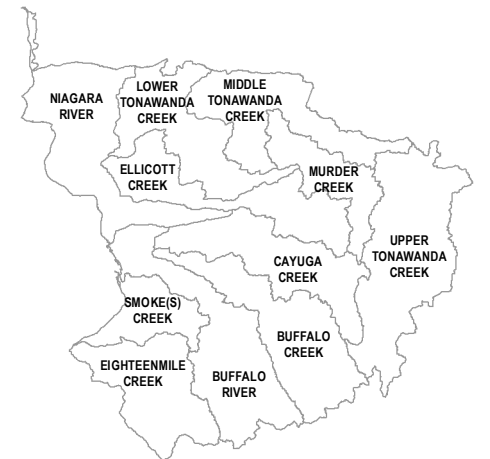 NIAGARA
RIVER
LOWER
TONAWANDA
CREEK
MIDDLE
TONAWANDA
CREEK
ELLICOTT
CREEK
MURDER
CREEK
UPPER
TONAWANDA
CREEK
CAYUGA
CREEK
SMOKE(S)
CREEK
BUFFALO
CREEK
EIGHTEENMILE
CREEK
BUFFALO
RIVER